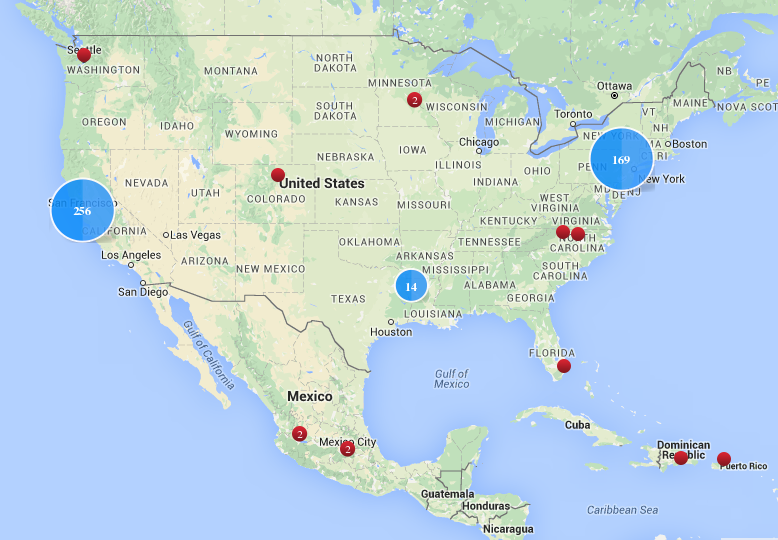 Seattle
WASHINGTON
MONTANA
NORTH
DAKOTA
MINNESOTA
2
WISCONSIN
SOUTH
DAKOTA
OREGON
IDAHO
WYOMING
MICHIGAN
Toronto
Ottawa
NB
PE
MAINE
NOVA SCOT
VT
NH
NEW YORK
MA
CT
RI
Boston
Chicago
IOWA
NEBRASKA
ILLINOIS
INDIANA
OHIO
PENN
169
New York
MD
DE
NJ
United States
NEVADA
UTAH
COLORADO
KANSAS
MISSOURI
WEST
VIRGINIA
VIRGINIA
KENTUCKY
San Francisco
256
CALIFORNIA
Las Vegas
Los Angeles
San Diego
ARIZONA
NEW MEXICO
OKLAHOMA
ARKANSAS
TENNESSEE
NORTH
CAROLINA
SOUTH
CAROLINA
MISSISSIPPI
ALABAMA
GEORGIA
14
TEXAS
LOUISIANA
Houston
FLORIDA
Gulf of
California
Gulf of
Mexico
Mexico
2
Mexico City
2
Cuba
Dominican
Republic
Puerto Rico
Guatemala
Honduras
Nicaragua
Caribbean Sea